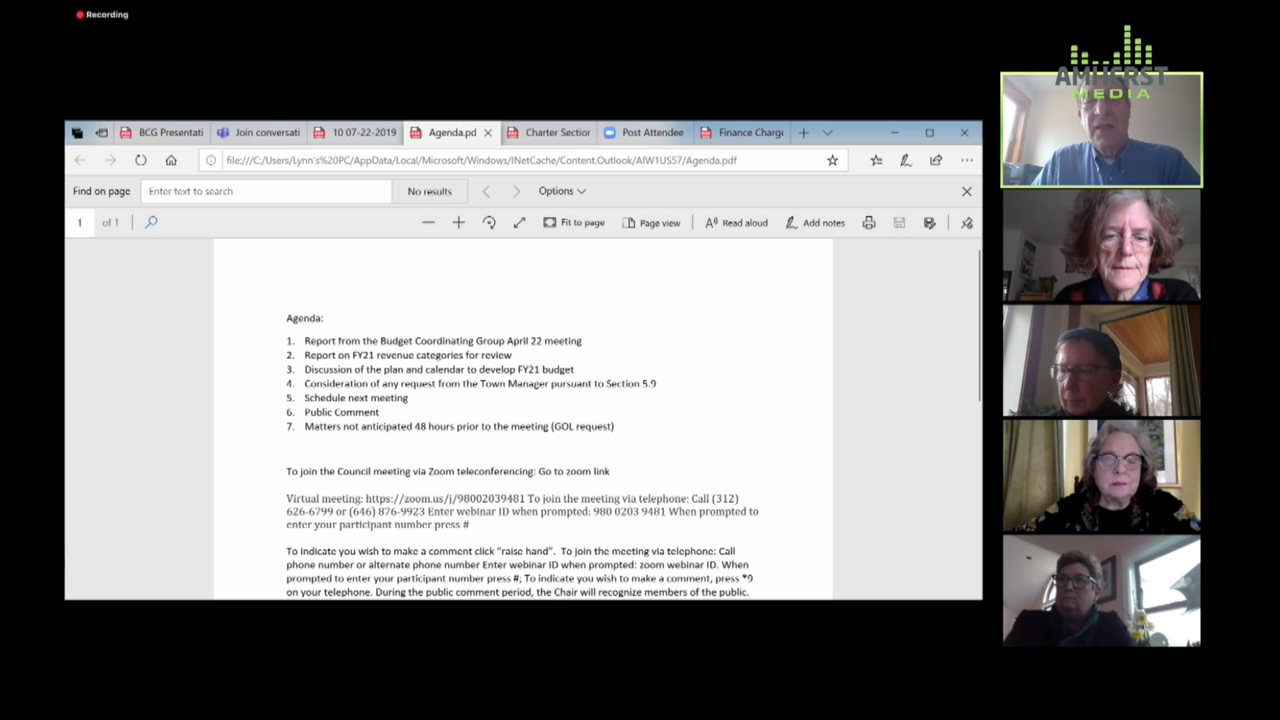 Recording
AMHERST
MEDIA
BCG Presentati
Join conversati
10 07-22-2019
Agenda.pd
Charter Section
Post Attendee
Finance Charge
file:///C:/Users/Lynn's%20PC/AppData/Local/Microsoft/Windows/INetCache/Content.Outlook/AIW1US57/Agenda.pdf
Find on page
Enter text to search
No results
Options
1 of 1
Fit to page
Page view
Read aloud
Add notes
Agenda:
1. Report from the Budget Coordinating Group April 22 meeting
2. Report on FY21 revenue categories for review
3. Discussion of the plan and calendar to develop FY21 budget
4. Consideration of any request from the Town Manager pursuant to Section 5.9
5. Schedule next meeting
6. Public Comment
7. Matters not anticipated 48 hours prior to the meeting (GOL request)
To join the Council meeting via Zoom teleconferencing: Go to zoom link
Virtual meeting: https://zoom.us/j/98002039481 To join the meeting via telephone: Call (312)
626-6799 or (646) 876-9923 Enter webinar ID when prompted: 980 0203 9481 When prompted to
enter your participant number press #
To indicate you wish to make a comment click "raise hand". To join the meeting via telephone: Call
phone number or alternate phone number Enter webinar ID when prompted: zoom webinar ID. When
prompted to enter your participant number press #; To indicate you wish to make a comment, press *9
on your telephone. During the public comment period, the Chair will recognize members of the public.